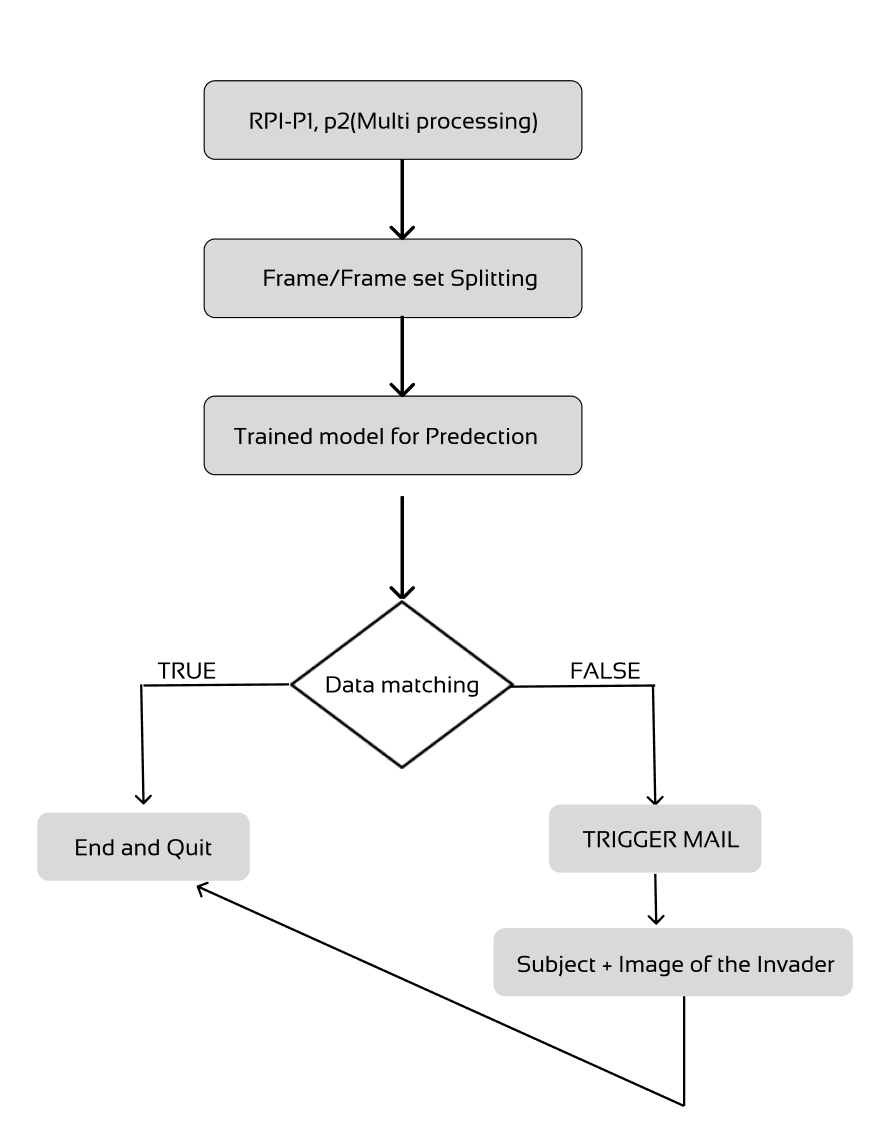 RPI-P1, p2(Multi processing)
Frame/Frame set Splitting
Trained model for Predection
Data matching
TRUE
FALSE
End and Quit
TRIGGER MAIL
Subject + Image of the Invader